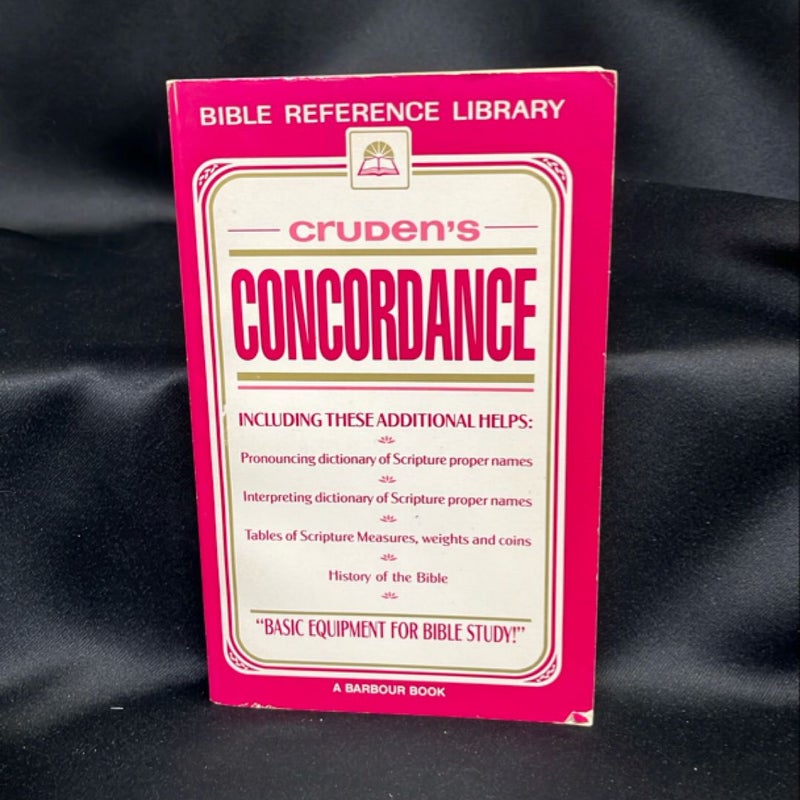 BIBLE REFERENCE LIBRARY
CRUDEN'S
CONCORDANCE
INCLUDING THESE ADDITIONAL HELPS:
Pronouncing dictionary of Scripture proper names
Interpreting dictionary of Scripture proper names
Tables of Scripture Measures, weights and coins
History of the Bible
"BASIC EQUIPMENT FOR BIBLE STUDY!"
A BARBOUR BOOK